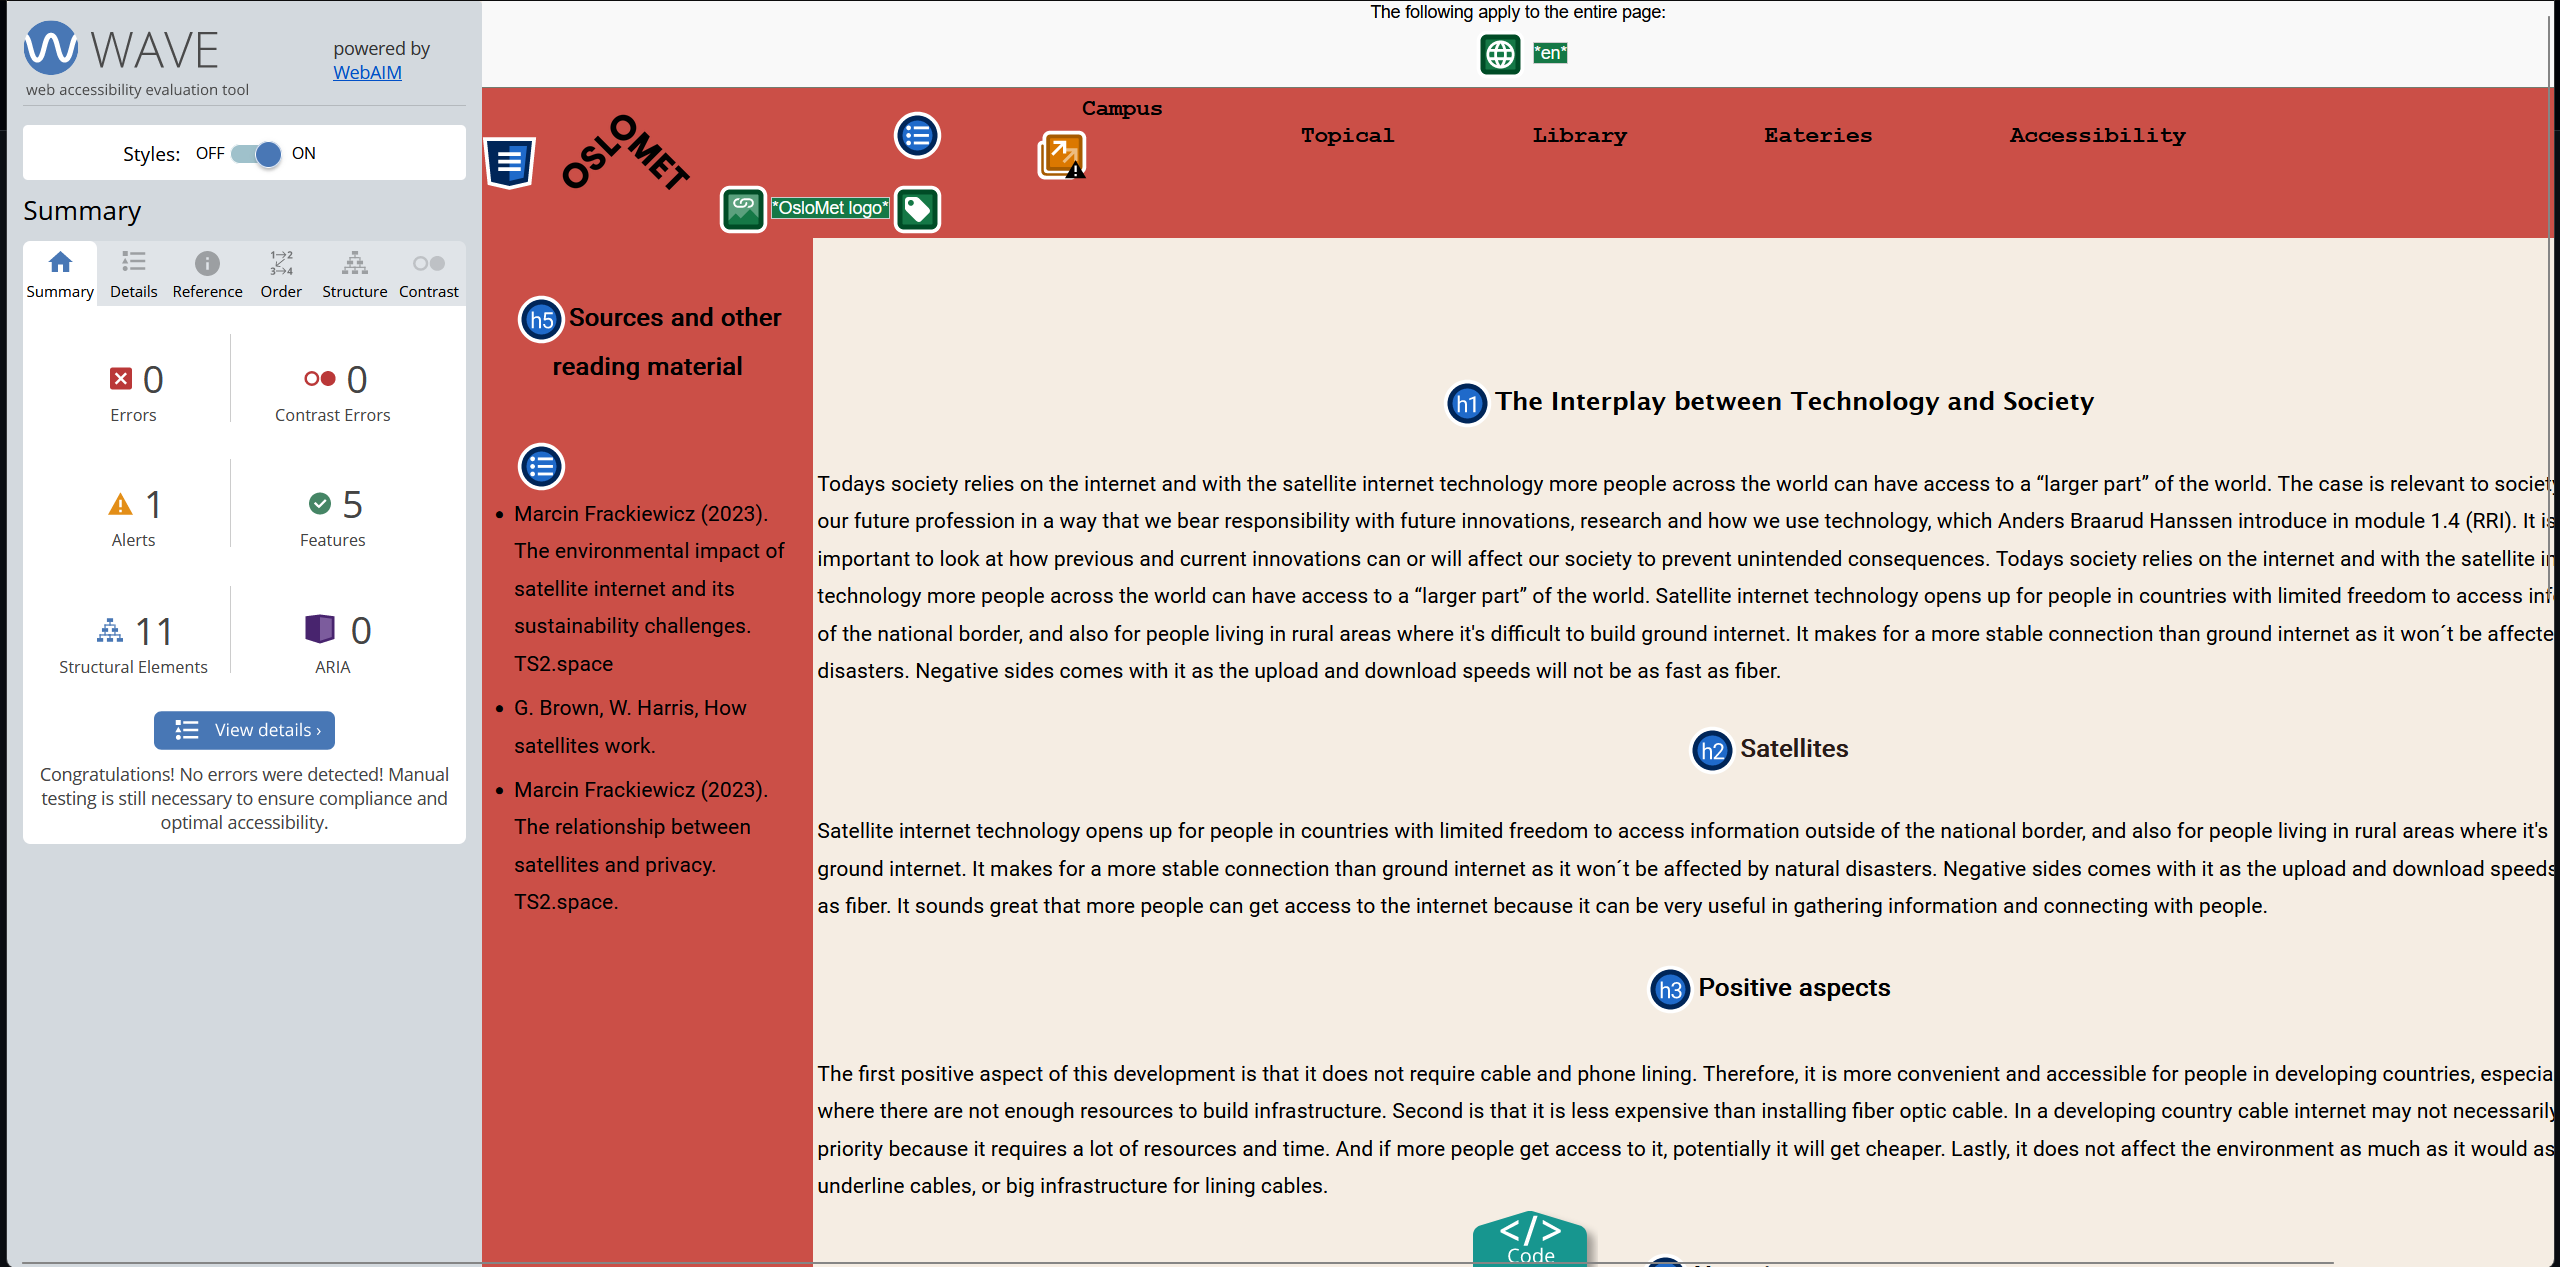 WAVE
powered by
WebAIM
web accessibility evaluation tool
Styles: OFF ON
Summary
Summary Details Reference Order Structure Contrast
0 Errors
0 Contrast Errors
1 Alerts
5 Features
11 Structural Elements
0 ARIA
View details ›
Congratulations! No errors were detected! Manual
testing is still necessary to ensure compliance and
optimal accessibility.
The following apply to the entire page:
*en*
OSLOMET
*OsloMet logo*
Campus
Topical
Library
Eateries
Accessibility
h5 Sources and other
reading material
• Marcin Frackiewicz (2023).
The environmental impact of
satellite internet and its
sustainability challenges.
TS2.space
• G. Brown, W. Harris, How
satellites work.
• Marcin Frackiewicz (2023).
The relationship between
satellites and privacy.
TS2.space.
h1 The Interplay between Technology and Society
Todays society relies on the internet and with the satellite internet technology more people across the world can have access to a “larger part” of the world. The case is relevant to society
our future profession in a way that we bear responsibility with future innovations, research and how we use technology, which Anders Braarud Hanssen introduce in module 1.4 (RRI). It is
important to look at how previous and current innovations can or will affect our society to prevent unintended consequences. Todays society relies on the internet and with the satellite
technology more people across the world can have access to a “larger part” of the world. Satellite internet technology opens up for people in countries with limited freedom to access
of the national border, and also for people living in rural areas where it's difficult to build ground internet. It makes for a more stable connection than ground internet as it won´t be affecte
disasters. Negative sides comes with it as the upload and download speeds will not be as fast as fiber.
h2 Satellites
Satellite internet technology opens up for people in countries with limited freedom to access information outside of the national border, and also for people living in rural areas where it's
ground internet. It makes for a more stable connection than ground internet as it won´t be affected by natural disasters. Negative sides comes with it as the upload and download speeds
as fiber. It sounds great that more people can get access to the internet because it can be very useful in gathering information and connecting with people.
h3 Positive aspects
The first positive aspect of this development is that it does not require cable and phone lining. Therefore, it is more convenient and accessible for people in developing countries, especia
where there are not enough resources to build infrastructure. Second is that it is less expensive than installing fiber optic cable. In a developing country cable internet may not necessarily
priority because it requires a lot of resources and time. And if more people get access to it, potentially it will get cheaper. Lastly, it does not affect the environment as much as it would as
underline cables, or big infrastructure for lining cables.
</> Code